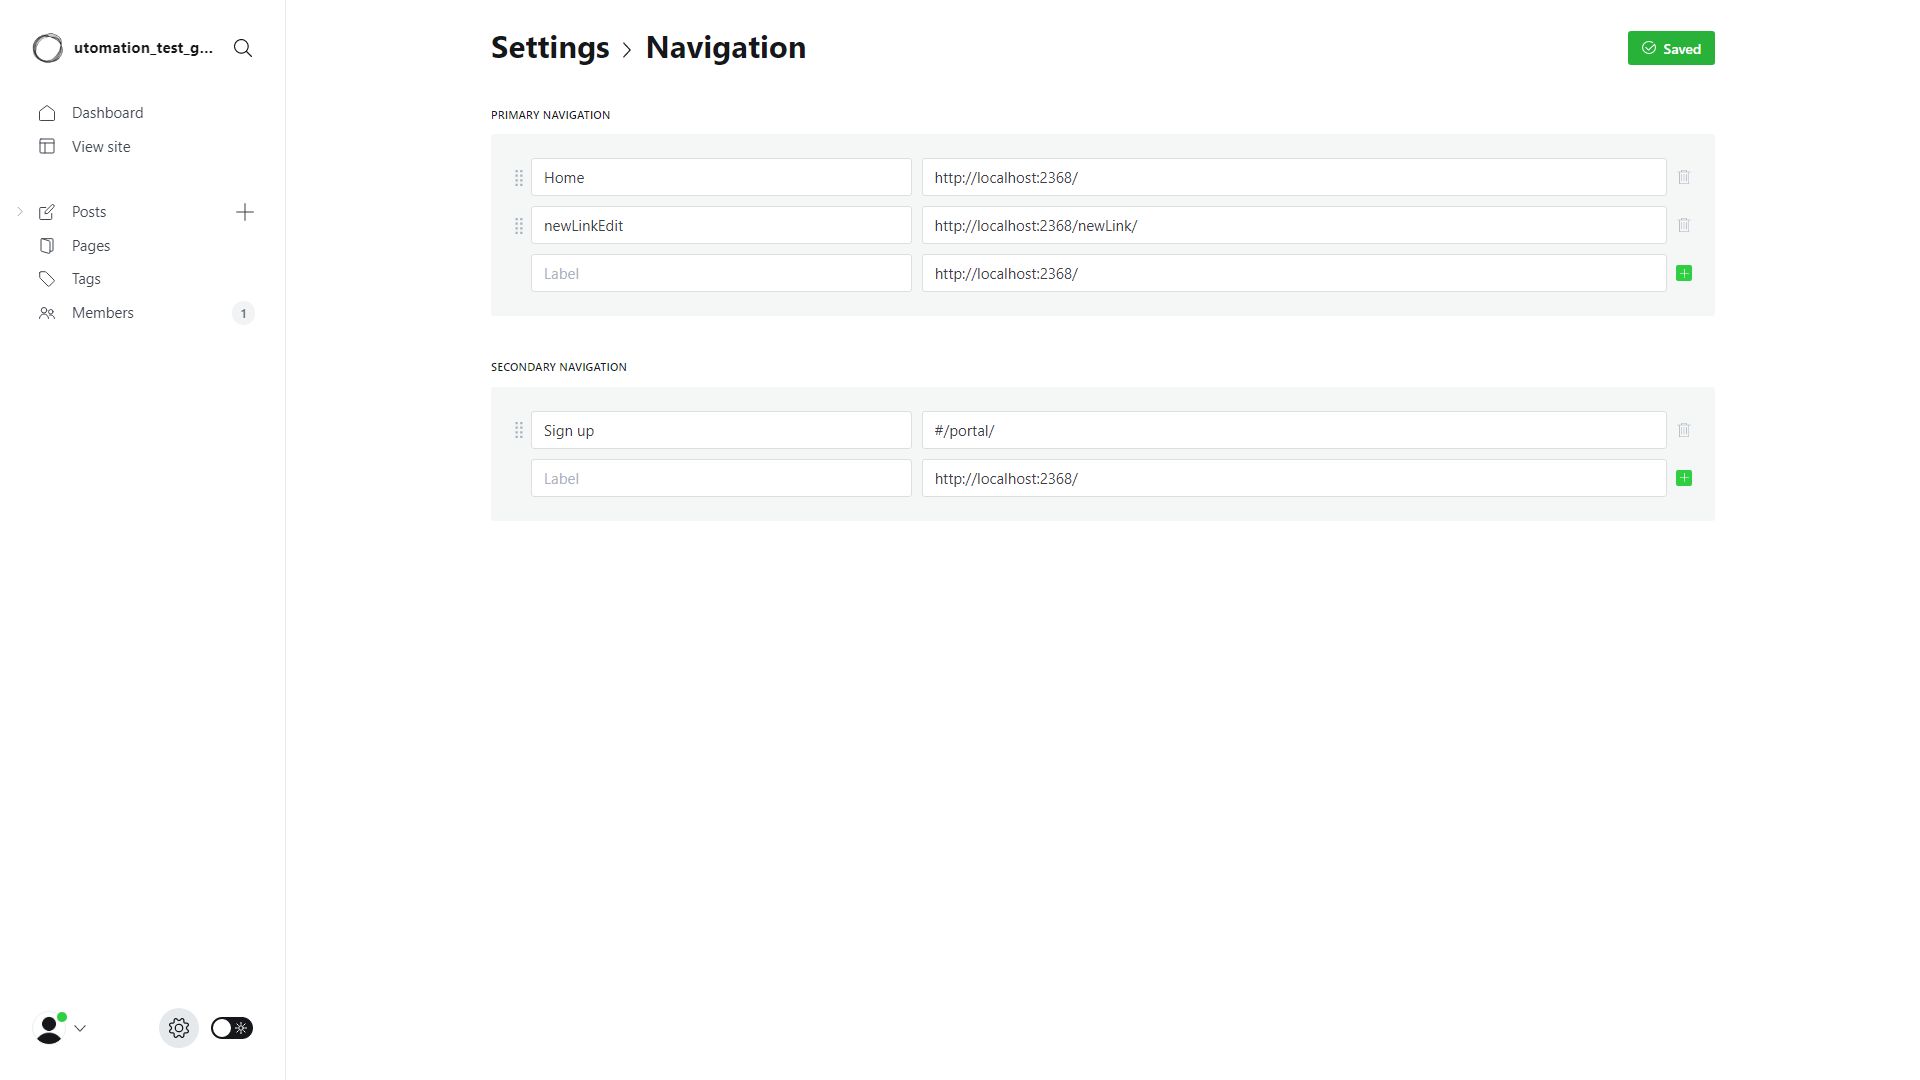 utomation_test_g...
Dashboard
View site
Posts
Pages
Tags
Members 1
Settings Navigation
Saved
PRIMARY NAVIGATION
Home http://localhost:2368/
newLinkEdit http://localhost:2368/newLink/
Label http://localhost:2368/
SECONDARY NAVIGATION
Sign up #/portal/
Label http://localhost:2368/